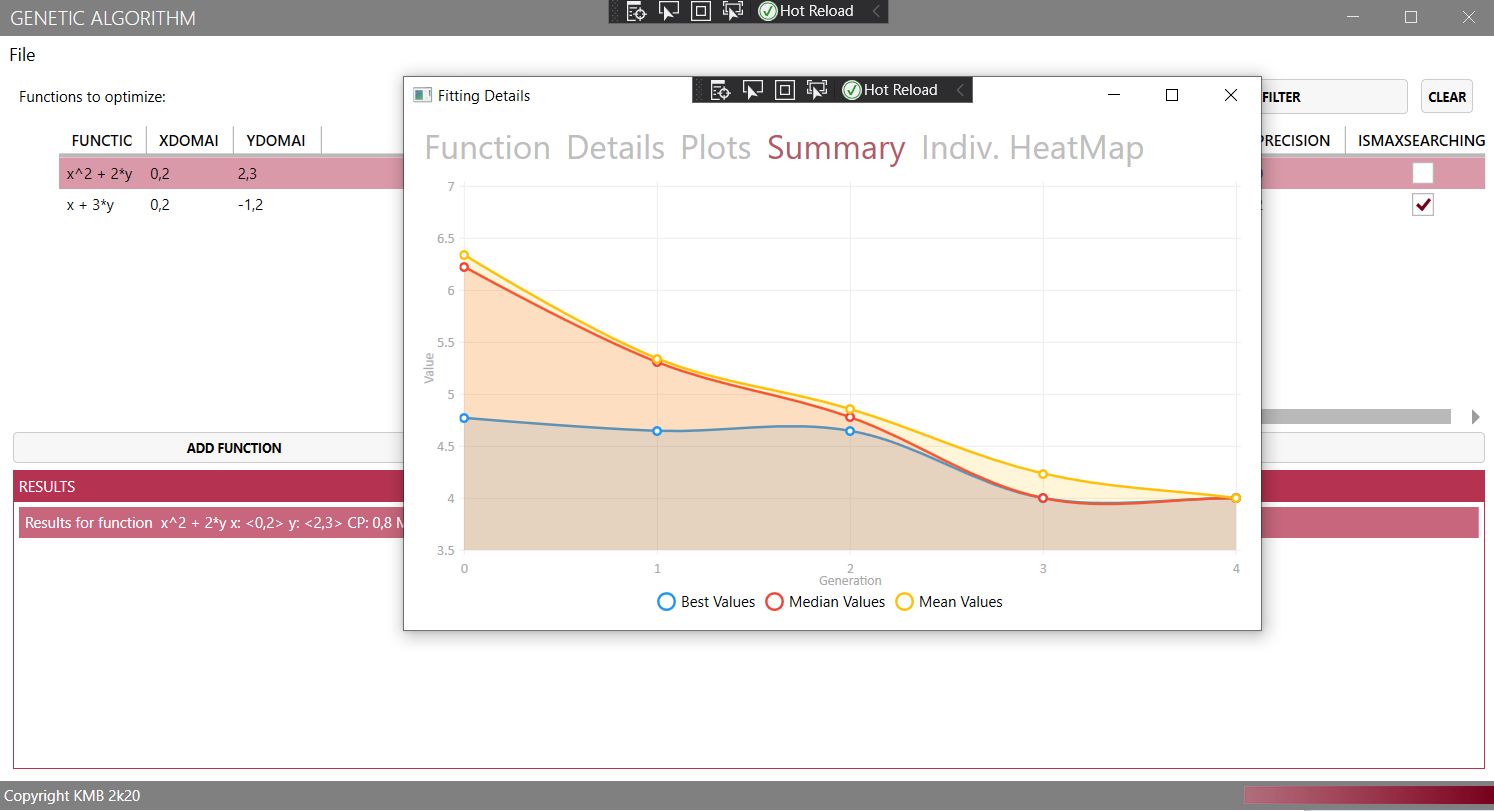 GENETIC ALGORITHM
Hot Reload
File
Functions to optimize:
FILTER
CLEAR
FUNCTIC XDOMAI YDOMAI
PRECISION ISMAXSEARCHING
x^2 + 2*y 0,2 2,3
x + 3*y 0,2 -1,2
ADD FUNCTION
RESULTS
Results for function x^2 + 2*y x: <0,2> y: <2,3> CP: 0,8 M
Fitting Details
Hot Reload
Function Details Plots Summary Indiv. HeatMap
7
6.5
6
5.5
5
4.5
4
3.5
Value
0 1 2 3 4
Generation
Best Values Median Values Mean Values
Copyright KMB 2k20